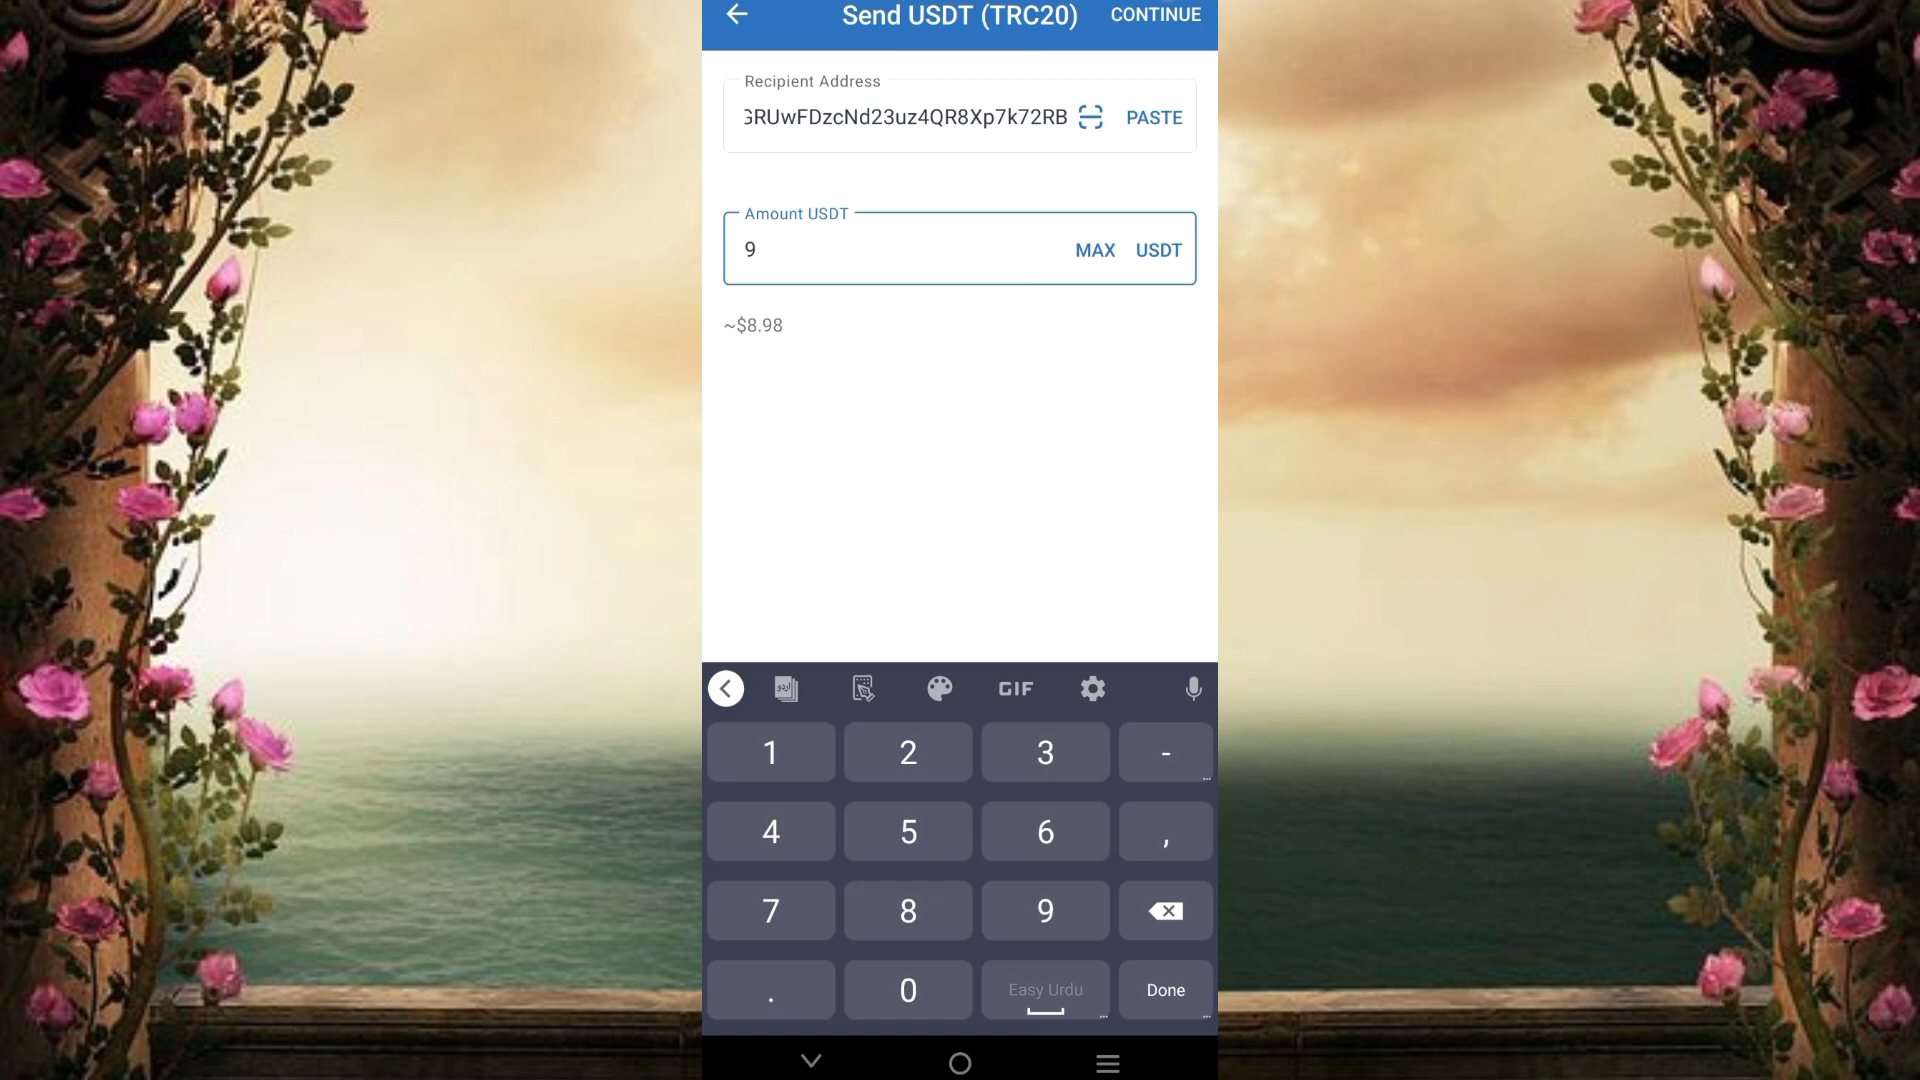 Send USDT (TRC20) CONTINUE
Recipient Address
GRUwFDzcNd23uz4QR8Xp7k72RB PASTE
Amount USDT
9 MAX USDT
~$8.98
اردو GIF
1 2 3 -
4 5 6 ,
7 8 9
. 0 Easy Urdu Done